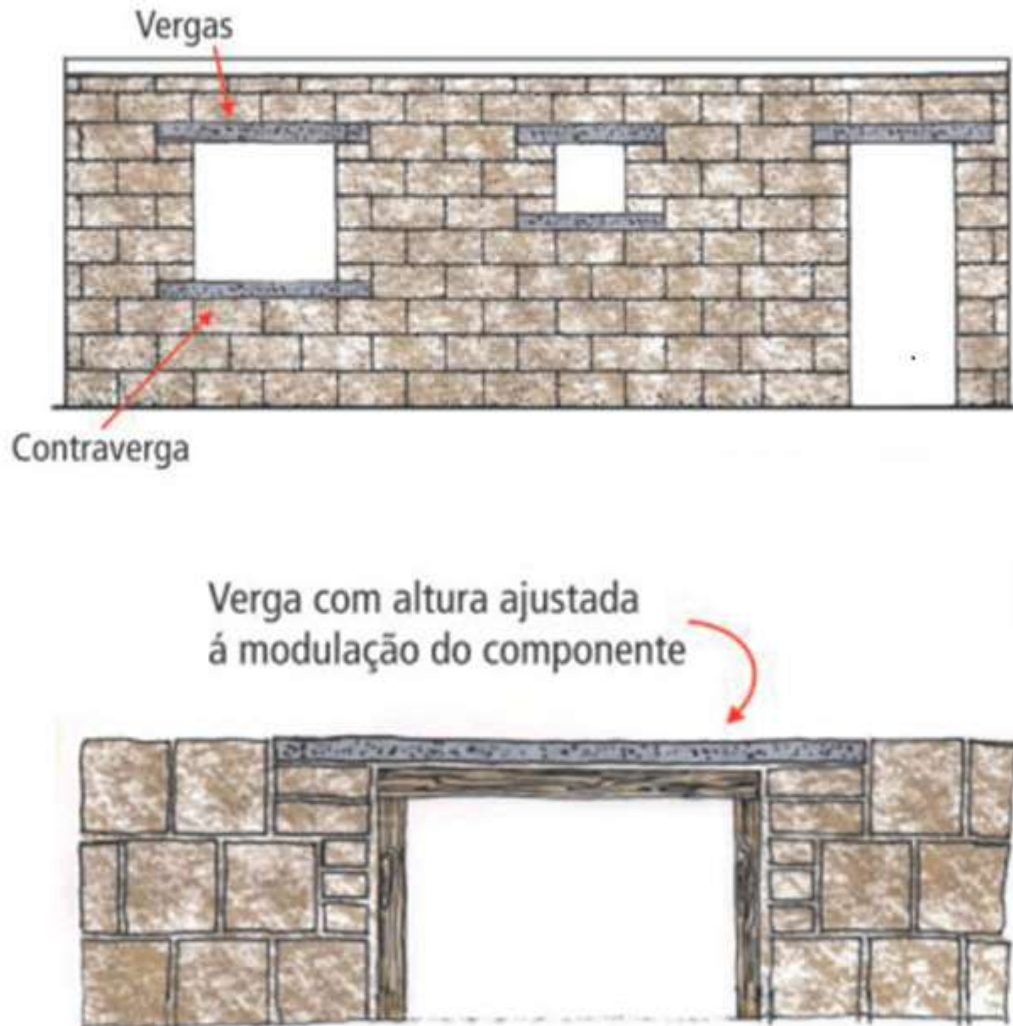 Vergas
Contraverga
Verga com altura ajustada
á modulação do componente